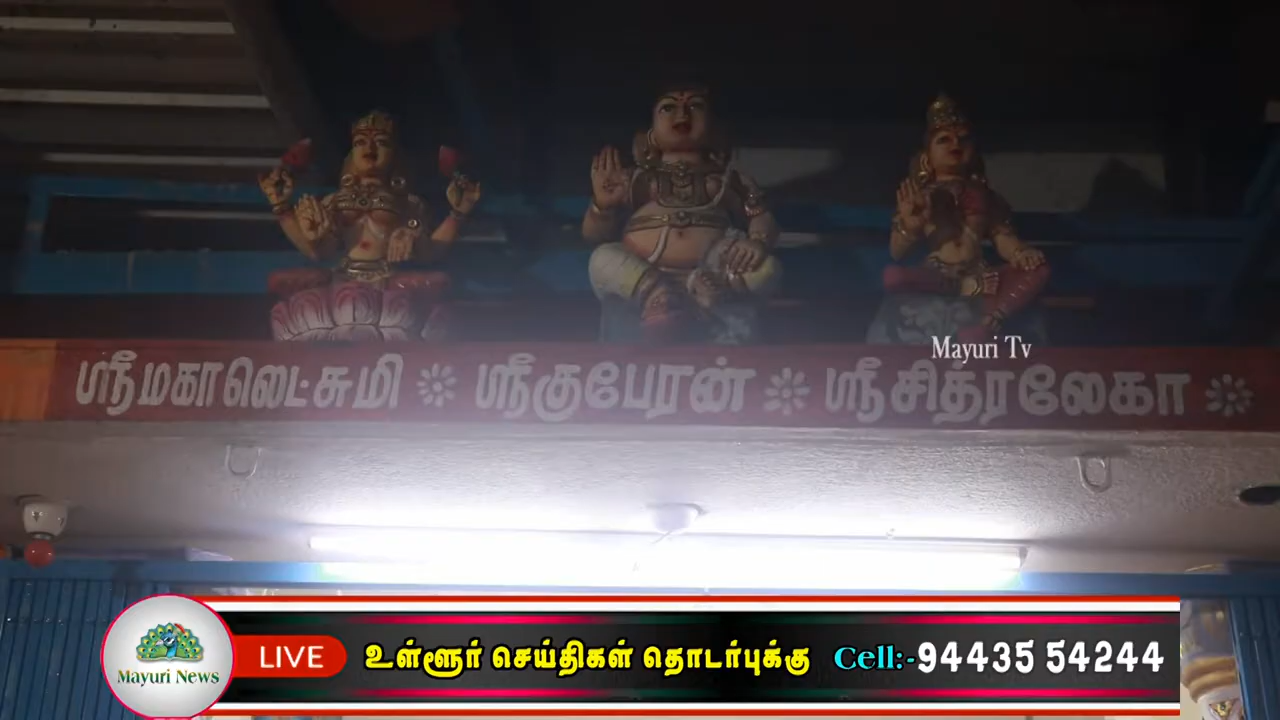 Mayuri Tv
ஸ்ரீமகாலெட்சுமி ❋ ஸ்ரீகுபேரன் ❋ ஸ்ரீசித்ரலேகா ❋
Mayuri News
LIVE
உள்ளூர் செய்திகள் தொடர்புக்கு Cell:-94435 54244